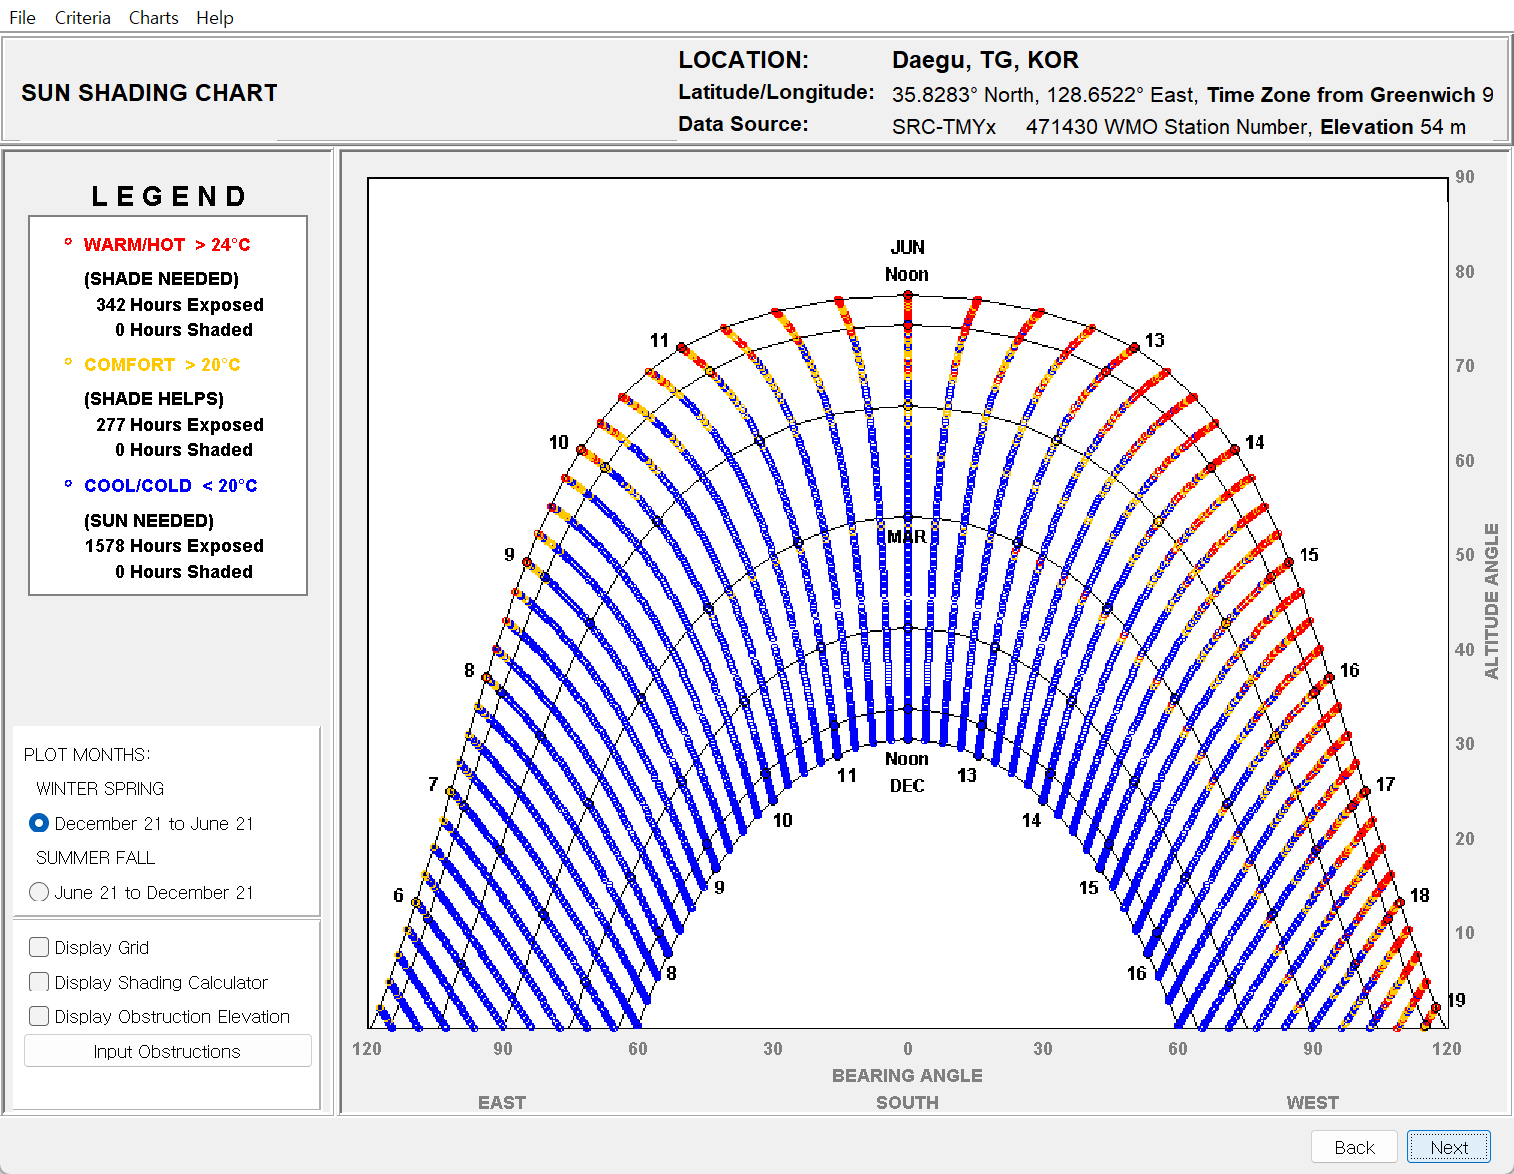 File Criteria Charts Help
SUN SHADING CHART
LOCATION: Daegu, TG, KOR
Latitude/Longitude: 35.8283° North, 128.6522° East, Time Zone from Greenwich 9
Data Source: SRC-TMYx 471430 WMO Station Number, Elevation 54 m
LEGEND
WARM/HOT > 24°C
(SHADE NEEDED)
342 Hours Exposed
0 Hours Shaded
COMFORT > 20°C
(SHADE HELPS)
277 Hours Exposed
0 Hours Shaded
COOL/COLD < 20°C
(SUN NEEDED)
1578 Hours Exposed
0 Hours Shaded
PLOT MONTHS:
WINTER SPRING
December 21 to June 21
SUMMER FALL
June 21 to December 21
Display Grid
Display Shading Calculator
Display Obstruction Elevation
Input Obstructions
90
80
70
60
50
40
30
20
10
ALTITUDE ANGLE
JUN
Noon
11 13
10 14
9 15
8 16
7 17
6 18
19
MAR
Noon
DEC
11 13
10 14
9 15
8 16
120 90 60 30 0 30 60 90 120
BEARING ANGLE
EAST SOUTH WEST
Back Next